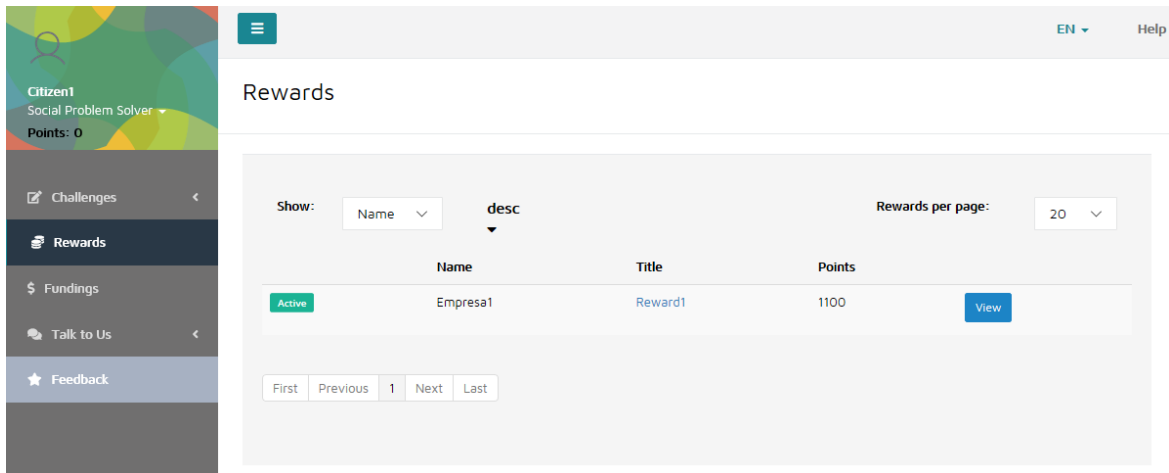 EN
Help
Citizen1
Social Problem Solver
Points: 0
Rewards
Challenges
Rewards
$ Fundings
Talk to Us
Feedback
Show:
Name
desc
Rewards per page:
20
Name Title Points
Active Empresa1 Reward1 1100 View
First Previous 1 Next Last